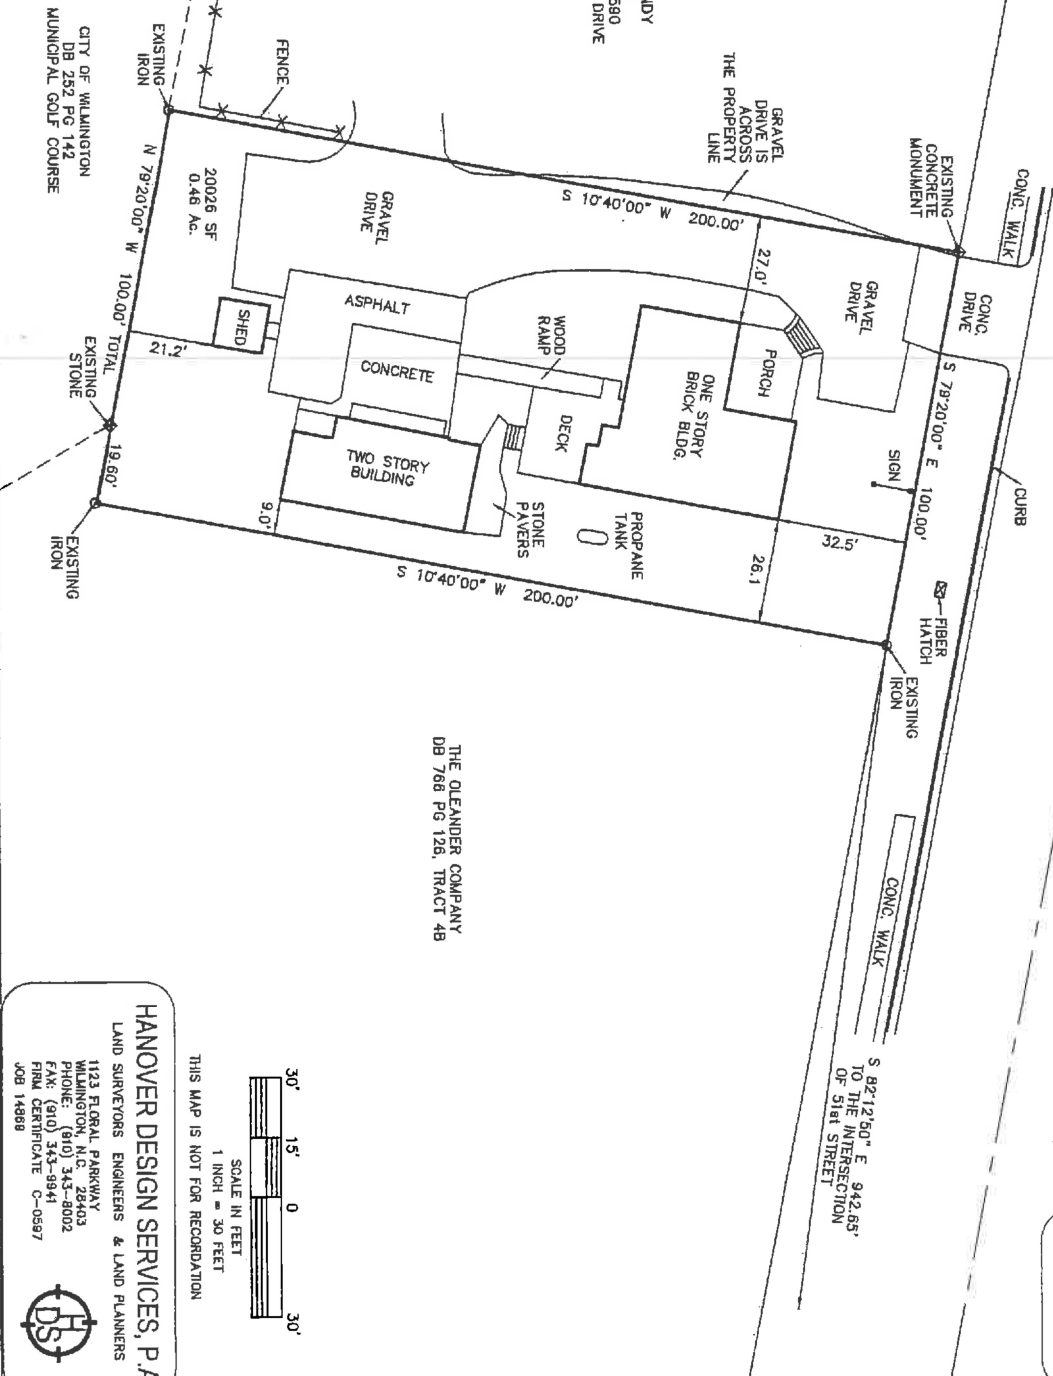 DY
580
DRIVE
CONC. WALK
EXISTING
CONCRETE
MONUMENT
THE PROPERTY
LINE
GRAVEL
DRIVE IS
ACROSS
FENCE
EXISTING
IRON
CITY OF WILMINGTON
DB 252 PG 142
MUNICIPAL GOLF COURSE
S 10°40'00" W 200.00'
CONC.
DRIVE
GRAVEL
DRIVE
27.0'
GRAVEL
DRIVE
20026 SF
0.46 Ac.
N 79°20'00" W 100.00' TOTAL
S 79°20'00" E 100.00'
PORCH
ONE STORY
BRICK BLDG.
WOOD
RAMP
ASPHALT
CONCRETE
SHED
21.2'
EXISTING
STONE
DECK
TWO STORY
BUILDING
SIGN
CURB
32.5'
26.1
PROPANE
TANK
STONE
PAVERS
9.0'
19.60'
EXISTING
IRON
S 10°40'00" W 200.00'
FIBER
HATCH
EXISTING
IRON
THE OLEANDER COMPANY
DB 766 PG 126, TRACT 4B
CONC. WALK
S 82°12'50" E 942.65'
TO THE INTERSECTION
OF 51st STREET
30' 15' 0 30'
SCALE IN FEET
1 INCH = 30 FEET
THIS MAP IS NOT FOR RECORDATION
HANOVER DESIGN SERVICES, P.A
LAND SURVEYORS ENGINEERS & LAND PLANNERS
1123 FLORAL PARKWAY
WILMINGTON, N.C. 28403
PHONE: (910) 343-8002
FAX: (910) 343-9941
FIRM CERTIFICATE C-0597
JOB 14868
HDS